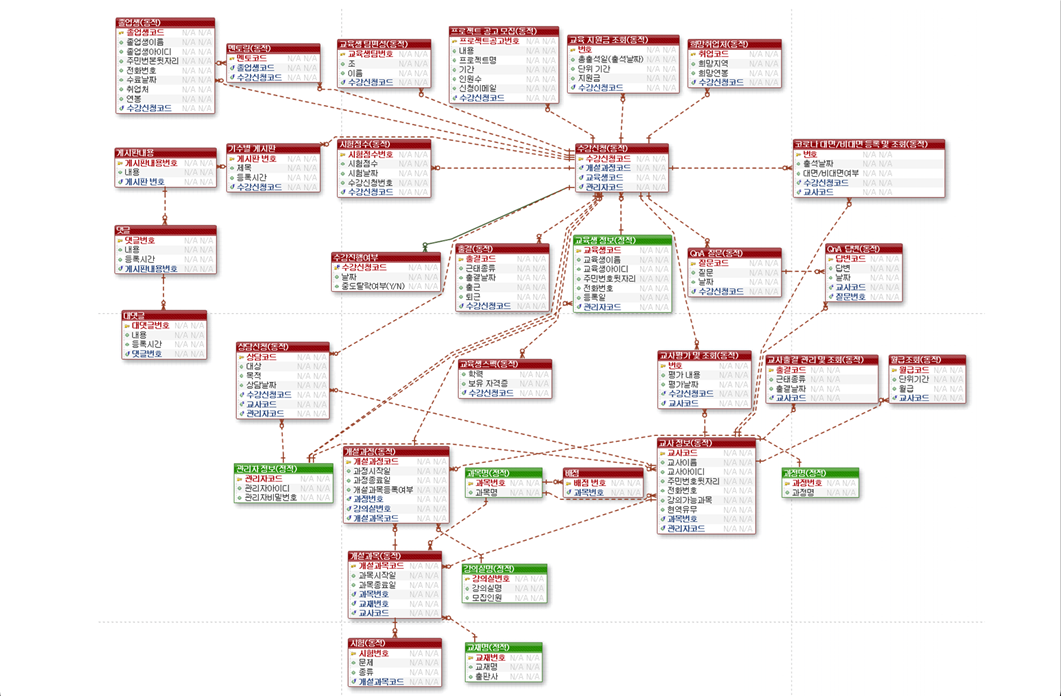 졸업생(동적)
졸업생코드 N/A N/A
졸업생이름 N/A N/A
졸업생아이디 N/A N/A
주민번본뒷자리 N/A N/A
전화번호 N/A N/A
수료날짜 N/A N/A
취업처 N/A N/A
연봉 N/A N/A
수강신청코드 N/A N/A
멘토링(동적)
멘토코드 N/A N/A
졸업생코드 N/A N/A
수강신청코드 N/A N/A
교육생 팀편성(동적)
교육생팀번호 N/A N/A
조 N/A N/A
이름 N/A N/A
수강신청코드 N/A N/A
프로젝트 공고 모집(동적)
프로젝트공고번호 N/A N/A
내용 N/A N/A
프로젝트명 N/A N/A
기간 N/A N/A
인원수 N/A N/A
신청이메일 N/A N/A
수강신청코드 N/A N/A
교육 지원금 조회(동적)
번호 N/A N/A
총출석일(출석날짜) N/A N/A
단위 기간 N/A N/A
지원금 N/A N/A
수강신청코드 N/A N/A
희망취업처(동적)
취업코드 N/A N/A
희망지역 N/A N/A
희망연봉 N/A N/A
수강신청코드 N/A N/A
게시판내용
게시판내용번호 N/A N/A
내용 N/A N/A
게시판 번호 N/A N/A
기수별 게시판
게시판 번호 N/A N/A
제목 N/A N/A
등록시간 N/A N/A
수강신청코드 N/A N/A
시험점수(동적)
시험점수번호 N/A N/A
시험점수 N/A N/A
시험날짜 N/A N/A
수강신청번호 N/A N/A
수강신청코드 N/A N/A
수강신청(동적)
수강신청코드 N/A N/A
개설과정코드 N/A N/A
교육생코드 N/A N/A
관리자코드 N/A N/A
코로나 대면/비대면 등록 및 조회(동적)
번호 N/A N/A
출석날짜 N/A N/A
대면/비대면여부 N/A N/A
수강신청코드 N/A N/A
교사코드 N/A N/A
댓글
댓글번호 N/A N/A
내용 N/A N/A
등록시간 N/A N/A
게시판내용번호 N/A N/A
수강진행여부
수강신청코드 N/A N/A
날짜 N/A N/A
중도탈락여부(Y/N) N/A N/A
출결(동적)
출결코드 N/A N/A
근태종류 N/A N/A
출결날짜 N/A N/A
출근 N/A N/A
퇴근 N/A N/A
수강신청코드 N/A N/A
교육생 정보(정적)
교육생코드 N/A N/A
교육생이름 N/A N/A
교육생아이디 N/A N/A
주민번호뒷자리 N/A N/A
전화번호 N/A N/A
등록일 N/A N/A
수강신청코드 N/A N/A
QnA 질문(동적)
질문코드 N/A N/A
질문 N/A N/A
날짜 N/A N/A
수강신청코드 N/A N/A
QnA 답변(동적)
답변코드 N/A N/A
답변 N/A N/A
날짜 N/A N/A
교사코드 N/A N/A
질문번호 N/A N/A
대댓글
대댓글번호 N/A N/A
내용 N/A N/A
등록시간 N/A N/A
댓글번호 N/A N/A
상담신청(동적)
상담코드 N/A N/A
대상 N/A N/A
목적 N/A N/A
상담날짜 N/A N/A
수강신청코드 N/A N/A
교사코드 N/A N/A
관리자코드 N/A N/A
교육생스펙(동적)
학력 N/A N/A
보유 자격증 N/A N/A
수강신청코드 N/A N/A
교사평가 및 조회(동적)
번호 N/A N/A
평가 내용 N/A N/A
평가날짜 N/A N/A
수강신청코드 N/A N/A
교사코드 N/A N/A
교사출결 관리 및 조회(동적)
출결코드 N/A N/A
근태종류 N/A N/A
출결날짜 N/A N/A
교사코드 N/A N/A
월급조회(동적)
월급코드 N/A N/A
단위기간 N/A N/A
월급 N/A N/A
교사코드 N/A N/A
관리자 정보(정적)
관리자코드 N/A N/A
관리자아이디 N/A N/A
관리자비밀번호 N/A N/A
개설과정(동적)
개설과정코드 N/A N/A
과정시작일 N/A N/A
과정종료일 N/A N/A
개설과목등록여부 N/A N/A
과정번호 N/A N/A
강의실번호 N/A N/A
개설과목코드 N/A N/A
과목명(정적)
과목번호 N/A N/A
과목명 N/A N/A
배점
배점 번호 N/A N/A
과목번호 N/A N/A
교사 정보(동적)
교사코드 N/A N/A
교사이름 N/A N/A
교사아이디 N/A N/A
주민번호뒷자리 N/A N/A
전화번호 N/A N/A
강의가능과목 N/A N/A
현역유무 N/A N/A
과목번호 N/A N/A
관리자코드 N/A N/A
과정명(정적)
과정번호 N/A N/A
과정명 N/A N/A
개설과목(동적)
개설과목코드 N/A N/A
과목시작일 N/A N/A
과목종료일 N/A N/A
과목번호 N/A N/A
교재번호 N/A N/A
교사코드 N/A N/A
강의실명(정적)
강의실번호 N/A N/A
강의실명 N/A N/A
모집인원 N/A N/A
시험(동적)
시험번호 N/A N/A
문제 N/A N/A
종류 N/A N/A
개설과목코드 N/A N/A
교재명(정적)
교재번호 N/A N/A
교재명 N/A N/A
출판사 N/A N/A